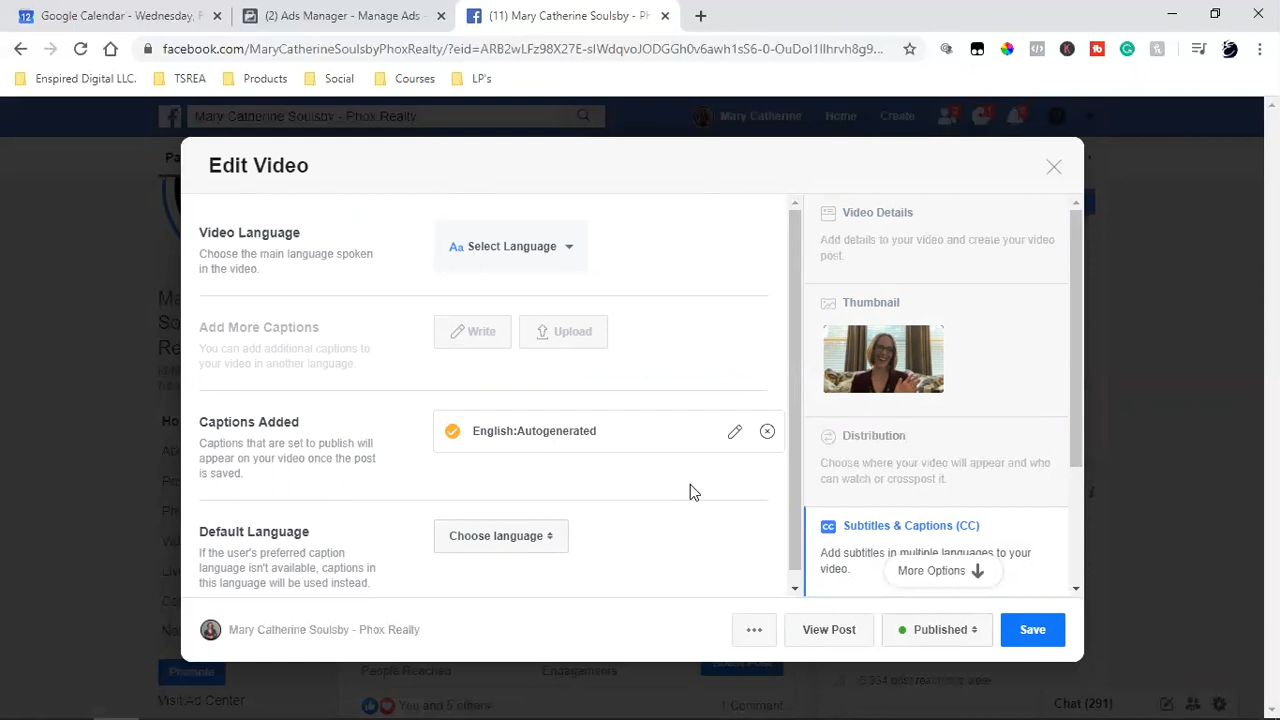 Google Calendar - Wednesday, F
(2) Ads Manager - Manage Ads -
(11) Mary Catherine Soulsby - Ph
facebook.com/MaryCatherineSoulsbyPhoxRealty/?eid=
Enspired Digital LLC.
TSREA
Products
Social
Courses
LP's
Mary Catherine Soulsby - Phox Realty
Mary Catherine
Home
Create
Edit Video
Video Language
Choose the main language spoken
in the video.
Aa Select Language
Add More Captions
You can add additional captions to
your video in another language.
Write
Upload
Captions Added
Captions that are set to publish will
appear on your video once the post
is saved.
English:Autogenerated
Default Language
If the user's preferred caption
language isn't available, captions in
this language will be used instead.
Choose language
Video Details
Add details to your video and create your video
post.
Thumbnail
Distribution
Choose where your video will appear and who
can watch or crosspost it.
CC Subtitles & Captions (CC)
Add subtitles in multiple languages to your
video.
More Options
Mary Catherine Soulsby - Phox Realty
...
View Post
Published
Save
Promote
People Reached
Engagements
Visit Ad Center
You and 5 others
1 Comment
Chat (291)